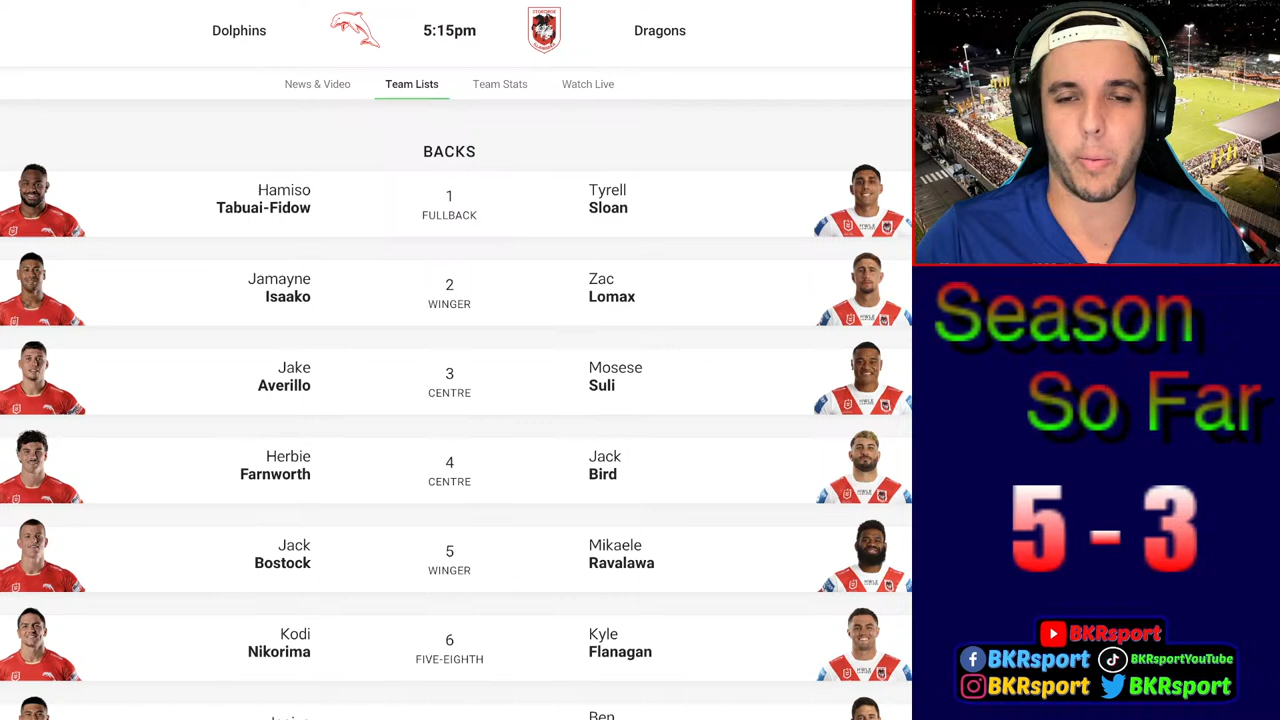 Dolphins
5:15pm
Dragons
News & Video
Team Lists
Team Stats
Watch Live
BACKS
Hamiso
Tabuai-Fidow
1
FULLBACK
Tyrell
Sloan
Jamayne
Isaako
2
WINGER
Zac
Lomax
Jake
Averillo
3
CENTRE
Mosese
Suli
Herbie
Farnworth
4
CENTRE
Jack
Bird
Jack
Bostock
5
WINGER
Mikaele
Ravalawa
Kodi
Nikorima
6
FIVE-EIGHTH
Kyle
Flanagan
Ben
Season
So Far
5 - 3
BKRsport
BKRsport
BKRsportYouTube
BKRsport
BKRsport